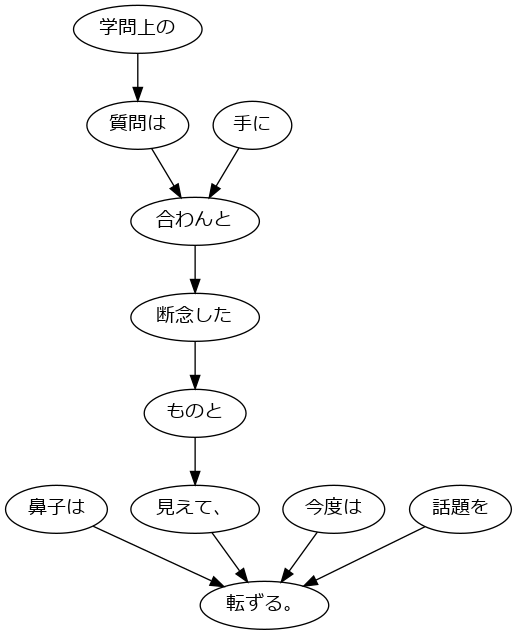 学問上の
質問は
手に
合わんと
断念した
ものと
鼻子は
見えて、
今度は
話題を
転ずる。